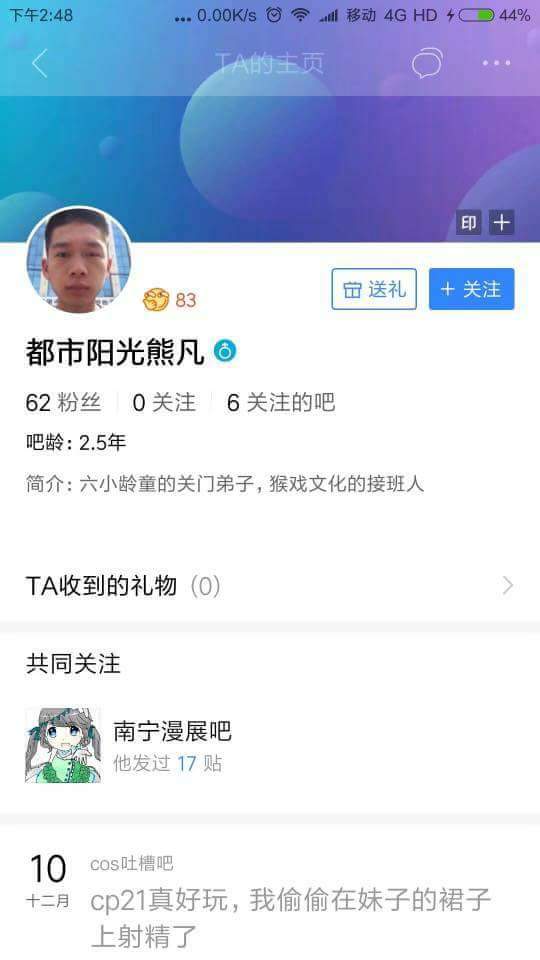 下午2:48 ... 0.00K/s 移动 4G HD 44%
TA的主页
印
83
送礼
+ 关注
都市阳光熊凡
62 粉丝 0 关注 6 关注的吧
吧龄: 2.5年
简介: 六小龄童的关门弟子, 猴戏文化的接班人
TA收到的礼物 (0)
共同关注
南宁漫展吧
他发过 17 贴
10
十二月
cos吐槽吧
cp21真好玩, 我偷偷在妹子的裙子
上射精了